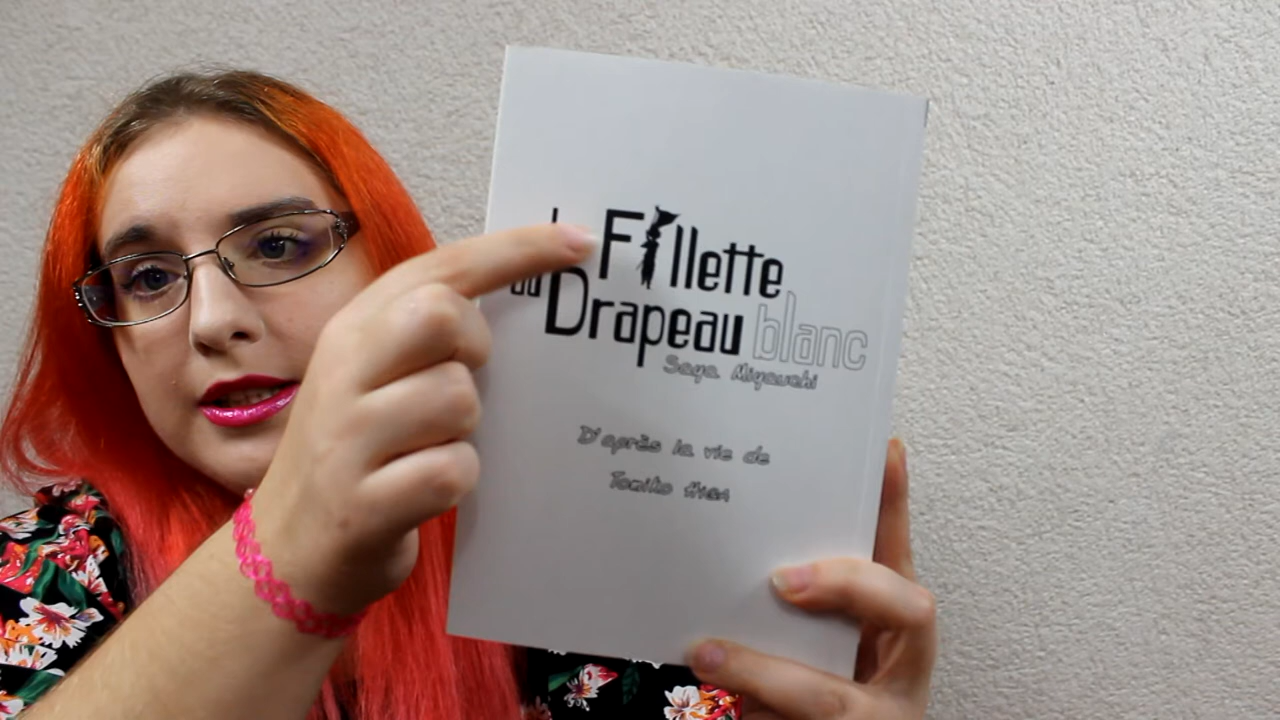 Fillette
du Drapeau blanc
Saya Miyauchi
D'après la vie de
Tomiko Higa